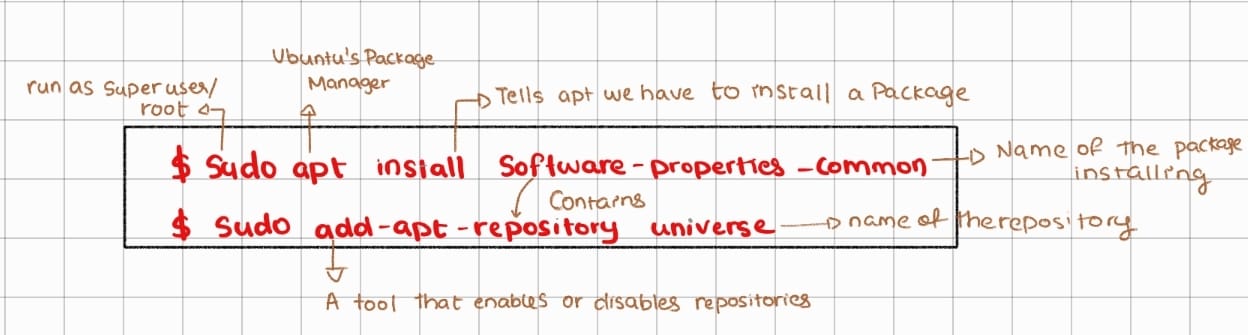 Ubuntu's Package
Manager
run as Superuser/
root
Tells apt we have to install a Package
$ Sudo apt install Software-properties-common
Name of the package
installing
Contains
$ Sudo add-apt-repository universe
name of the repository
A tool that enables or disables repositories